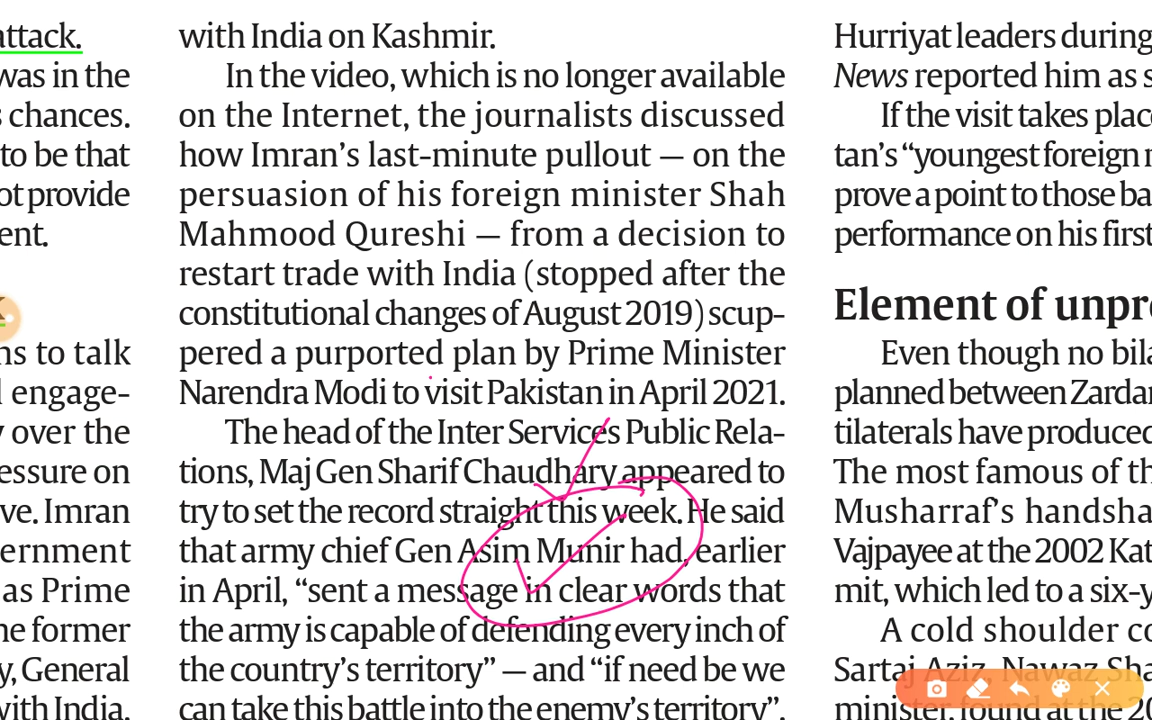 attack.
was in the
chances.
to be that
not provide
ent.
to talk
engage-
over the
essure on
ve. Imran
ernment
as Prime
former
General
with India.
with India on Kashmir.
In the video, which is no longer available
on the Internet, the journalists discussed
how Imran’s last-minute pullout — on the
persuasion of his foreign minister Shah
Mahmood Qureshi — from a decision to
restart trade with India (stopped after the
constitutional changes of August 2019) scup-
pered a purported plan by Prime Minister
Narendra Modi to visit Pakistan in April 2021.
The head of the Inter Services Public Rela-
tions, Maj Gen Sharif Chaudhary appeared to
try to set the record straight this week. He said
that army chief Gen Asim Munir had, earlier
in April, “sent a message in clear words that
the army is capable of defending every inch of
the country’s territory” — and “if need be we
can take this battle into the enemy’s territory”.
Hurriyat leaders during
News reported him as s
If the visit takes plac
tan’s “youngest foreign
prove a point to those ba
performance on his first
Element of unpr
Even though no bila
planned between Zardar
tilaterals have produced
The most famous of th
Musharraf’s handsha
Vajpayee at the 2002 Kat
mit, which led to a six-y
A cold shoulder co
Sartaj Aziz, Nawaz Sha
minister, found at the 20